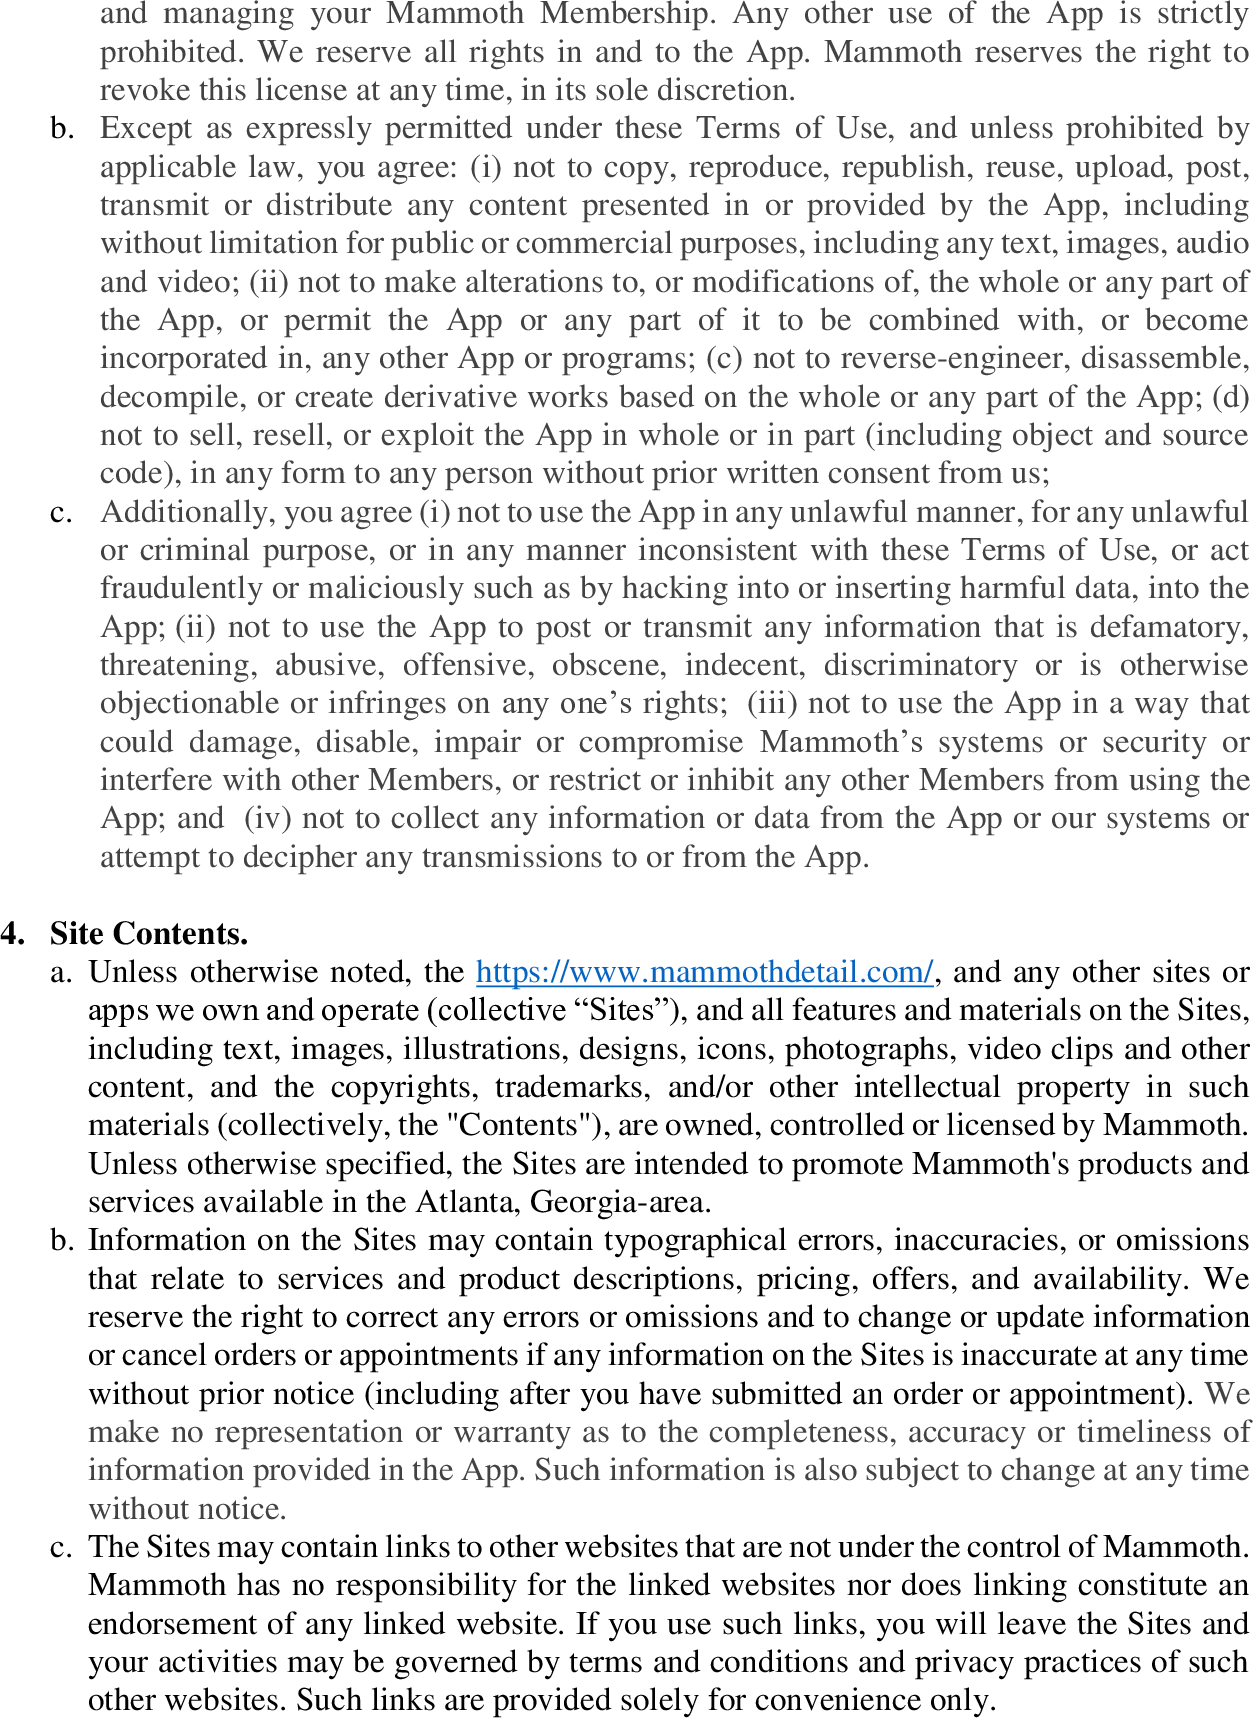 and managing your Mammoth Membership. Any other use of the App is strictly
prohibited. We reserve all rights in and to the App. Mammoth reserves the right to
revoke this license at any time, in its sole discretion.
b. Except as expressly permitted under these Terms of Use, and unless prohibited by
applicable law, you agree: (i) not to copy, reproduce, republish, reuse, upload, post,
transmit or distribute any content presented in or provided by the App, including
without limitation for public or commercial purposes, including any text, images, audio
and video; (ii) not to make alterations to, or modifications of, the whole or any part of
the App, or permit the App or any part of it to be combined with, or become
incorporated in, any other App or programs; (c) not to reverse-engineer, disassemble,
decompile, or create derivative works based on the whole or any part of the App; (d)
not to sell, resell, or exploit the App in whole or in part (including object and source
code), in any form to any person without prior written consent from us;
c. Additionally, you agree (i) not to use the App in any unlawful manner, for any unlawful
or criminal purpose, or in any manner inconsistent with these Terms of Use, or act
fraudulently or maliciously such as by hacking into or inserting harmful data, into the
App; (ii) not to use the App to post or transmit any information that is defamatory,
threatening, abusive, offensive, obscene, indecent, discriminatory or is otherwise
objectionable or infringes on any one’s rights;  (iii) not to use the App in a way that
could damage, disable, impair or compromise Mammoth’s systems or security or
interfere with other Members, or restrict or inhibit any other Members from using the
App; and  (iv) not to collect any information or data from the App or our systems or
attempt to decipher any transmissions to or from the App.
4. Site Contents.
a. Unless otherwise noted, the https://www.mammothdetail.com/, and any other sites or
apps we own and operate (collective “Sites”), and all features and materials on the Sites,
including text, images, illustrations, designs, icons, photographs, video clips and other
content, and the copyrights, trademarks, and/or other intellectual property in such
materials (collectively, the "Contents"), are owned, controlled or licensed by Mammoth.
Unless otherwise specified, the Sites are intended to promote Mammoth's products and
services available in the Atlanta, Georgia-area.
b. Information on the Sites may contain typographical errors, inaccuracies, or omissions
that relate to services and product descriptions, pricing, offers, and availability. We
reserve the right to correct any errors or omissions and to change or update information
or cancel orders or appointments if any information on the Sites is inaccurate at any time
without prior notice (including after you have submitted an order or appointment). We
make no representation or warranty as to the completeness, accuracy or timeliness of
information provided in the App. Such information is also subject to change at any time
without notice.
c. The Sites may contain links to other websites that are not under the control of Mammoth.
Mammoth has no responsibility for the linked websites nor does linking constitute an
endorsement of any linked website. If you use such links, you will leave the Sites and
your activities may be governed by terms and conditions and privacy practices of such
other websites. Such links are provided solely for convenience only.